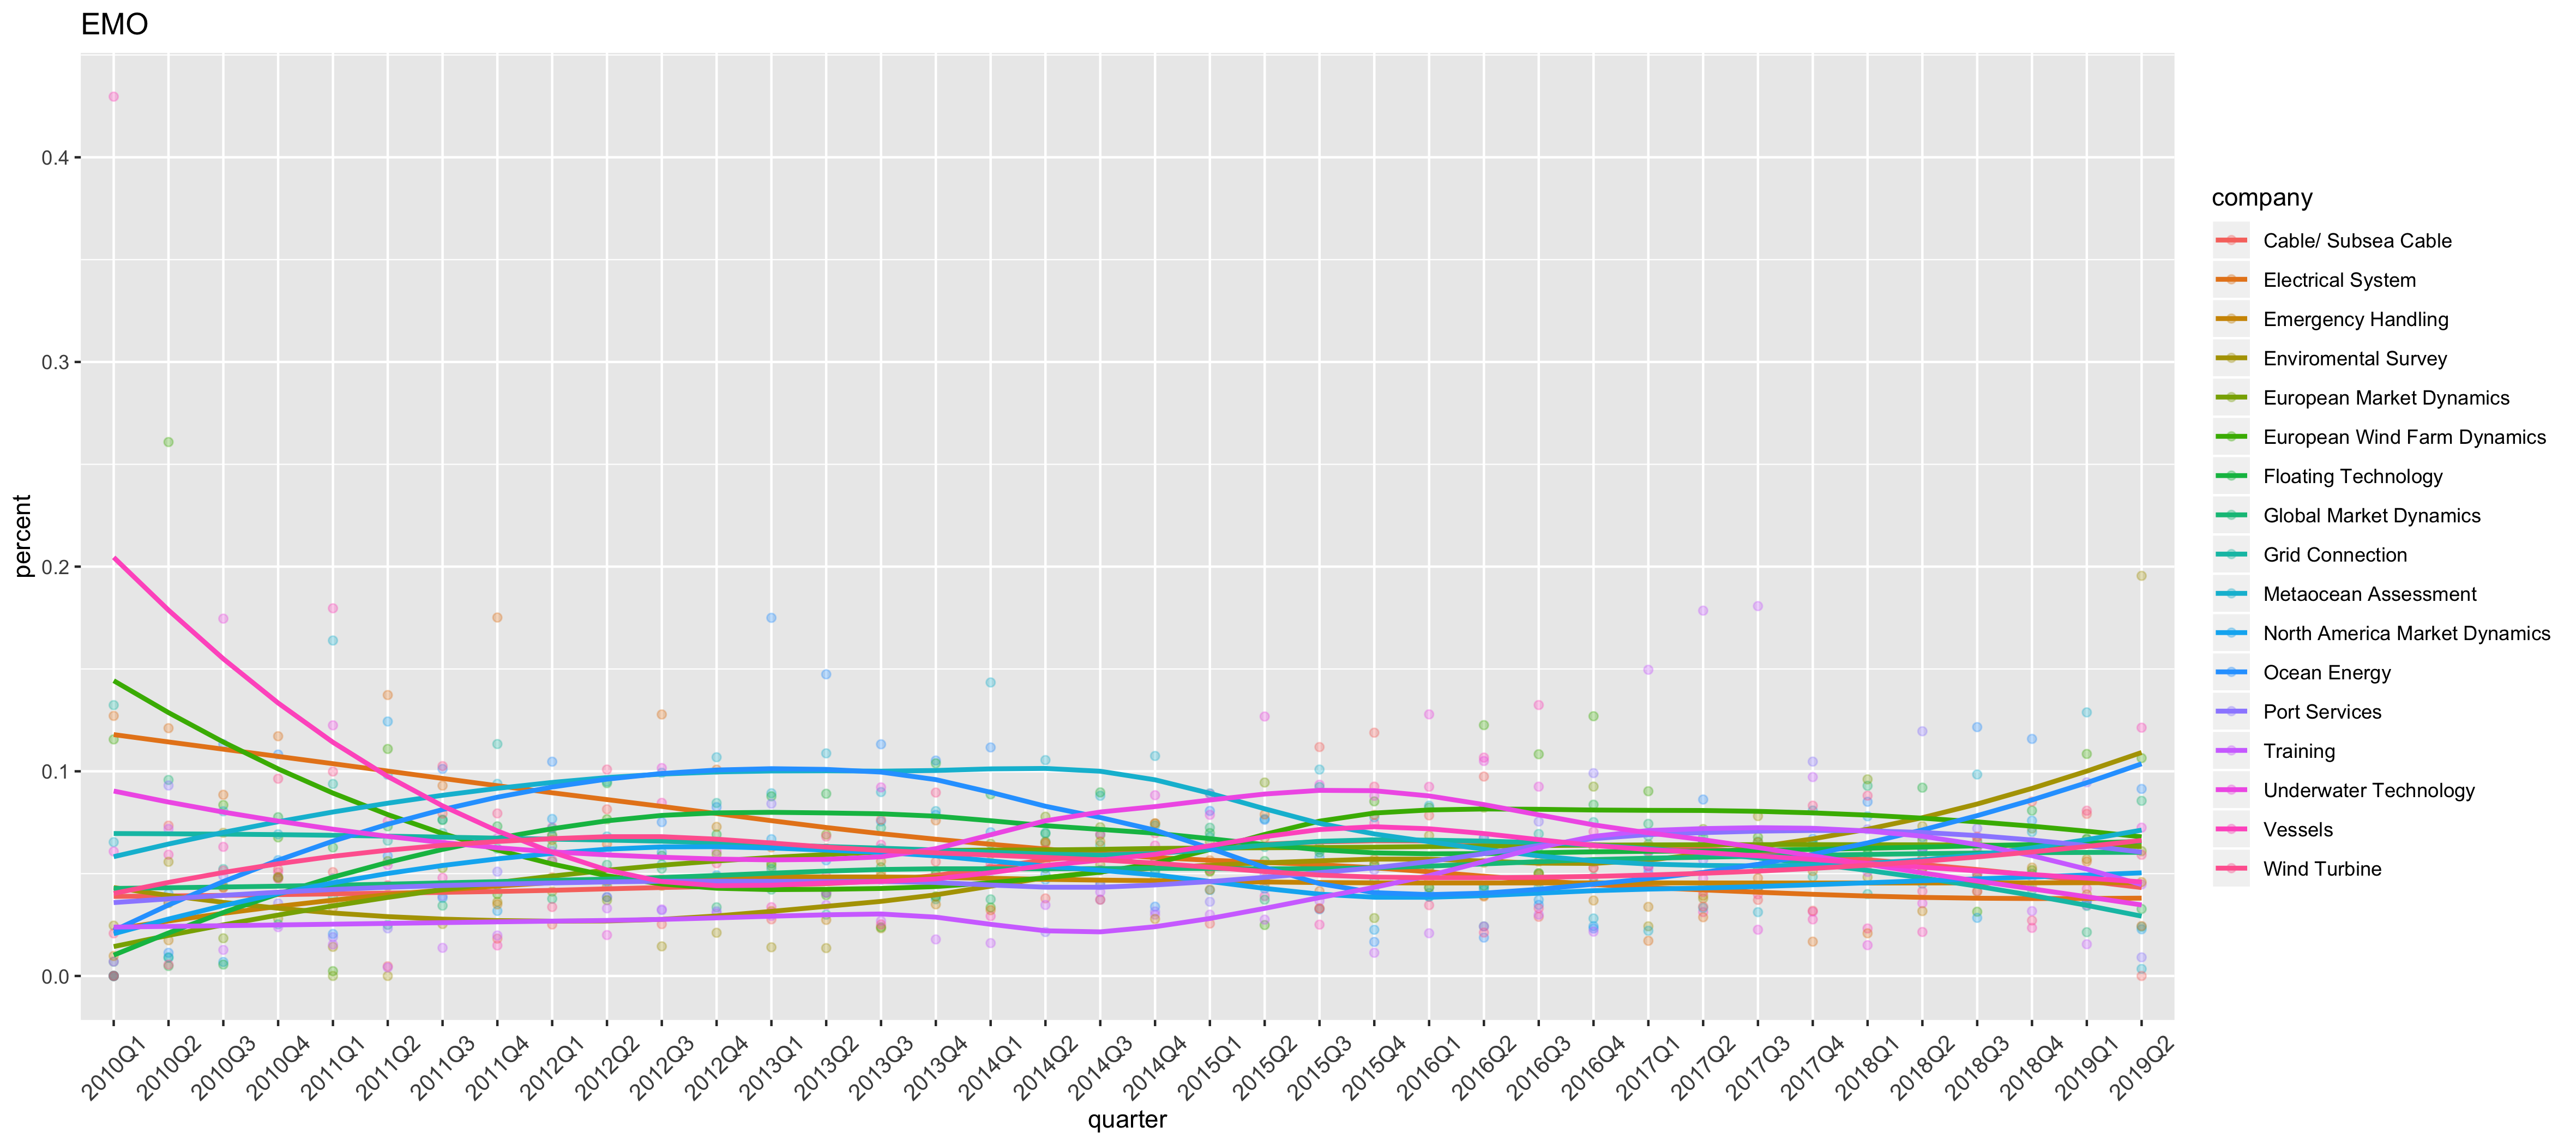 EMO
percent
0.4
0.3
0.2
0.1
0.0
2010Q1
2010Q2
2010Q3
2010Q4
2011Q1
2011Q2
2011Q3
2011Q4
2012Q1
2012Q2
2012Q3
2012Q4
2013Q1
2013Q2
2013Q3
2013Q4
2014Q1
2014Q2
2014Q3
2014Q4
2015Q1
2015Q2
2015Q3
2015Q4
2016Q1
2016Q2
2016Q3
2016Q4
2017Q1
2017Q2
2017Q3
2017Q4
2018Q1
2018Q2
2018Q3
2018Q4
2019Q1
2019Q2
quarter
company
Cable/ Subsea Cable
Electrical System
Emergency Handling
Enviromental Survey
European Market Dynamics
European Wind Farm Dynamics
Floating Technology
Global Market Dynamics
Grid Connection
Metaocean Assessment
North America Market Dynamics
Ocean Energy
Port Services
Training
Underwater Technology
Vessels
Wind Turbine